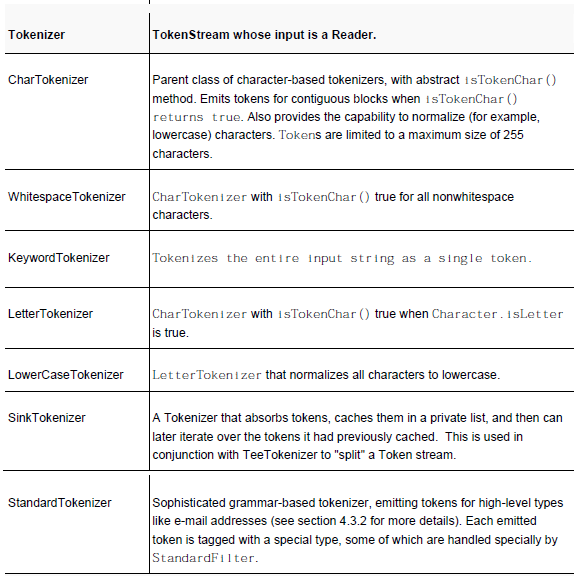 Tokenizer TokenStream whose input is a Reader.
CharTokenizer Parent class of character-based tokenizers, with abstract isTokenChar()
method. Emits tokens for contiguous blocks when isTokenChar()
returns true. Also provides the capability to normalize (for example,
lowercase) characters. Tokens are limited to a maximum size of 255
characters.
WhitespaceTokenizer CharTokenizer with isTokenChar() true for all nonwhitespace
characters.
KeywordTokenizer Tokenizes the entire input string as a single token.
LetterTokenizer CharTokenizer with isTokenChar() true when Character.isLetter
is true.
LowerCaseTokenizer LetterTokenizer that normalizes all characters to lowercase.
SinkTokenizer A Tokenizer that absorbs tokens, caches them in a private list, and then can
later iterate over the tokens it had previously cached. This is used in
conjunction with TeeTokenizer to "split" a Token stream.
StandardTokenizer Sophisticated grammar-based tokenizer, emitting tokens for high-level types
like e-mail addresses (see section 4.3.2 for more details). Each emitted
token is tagged with a special type, some of which are handled specially by
StandardFilter.